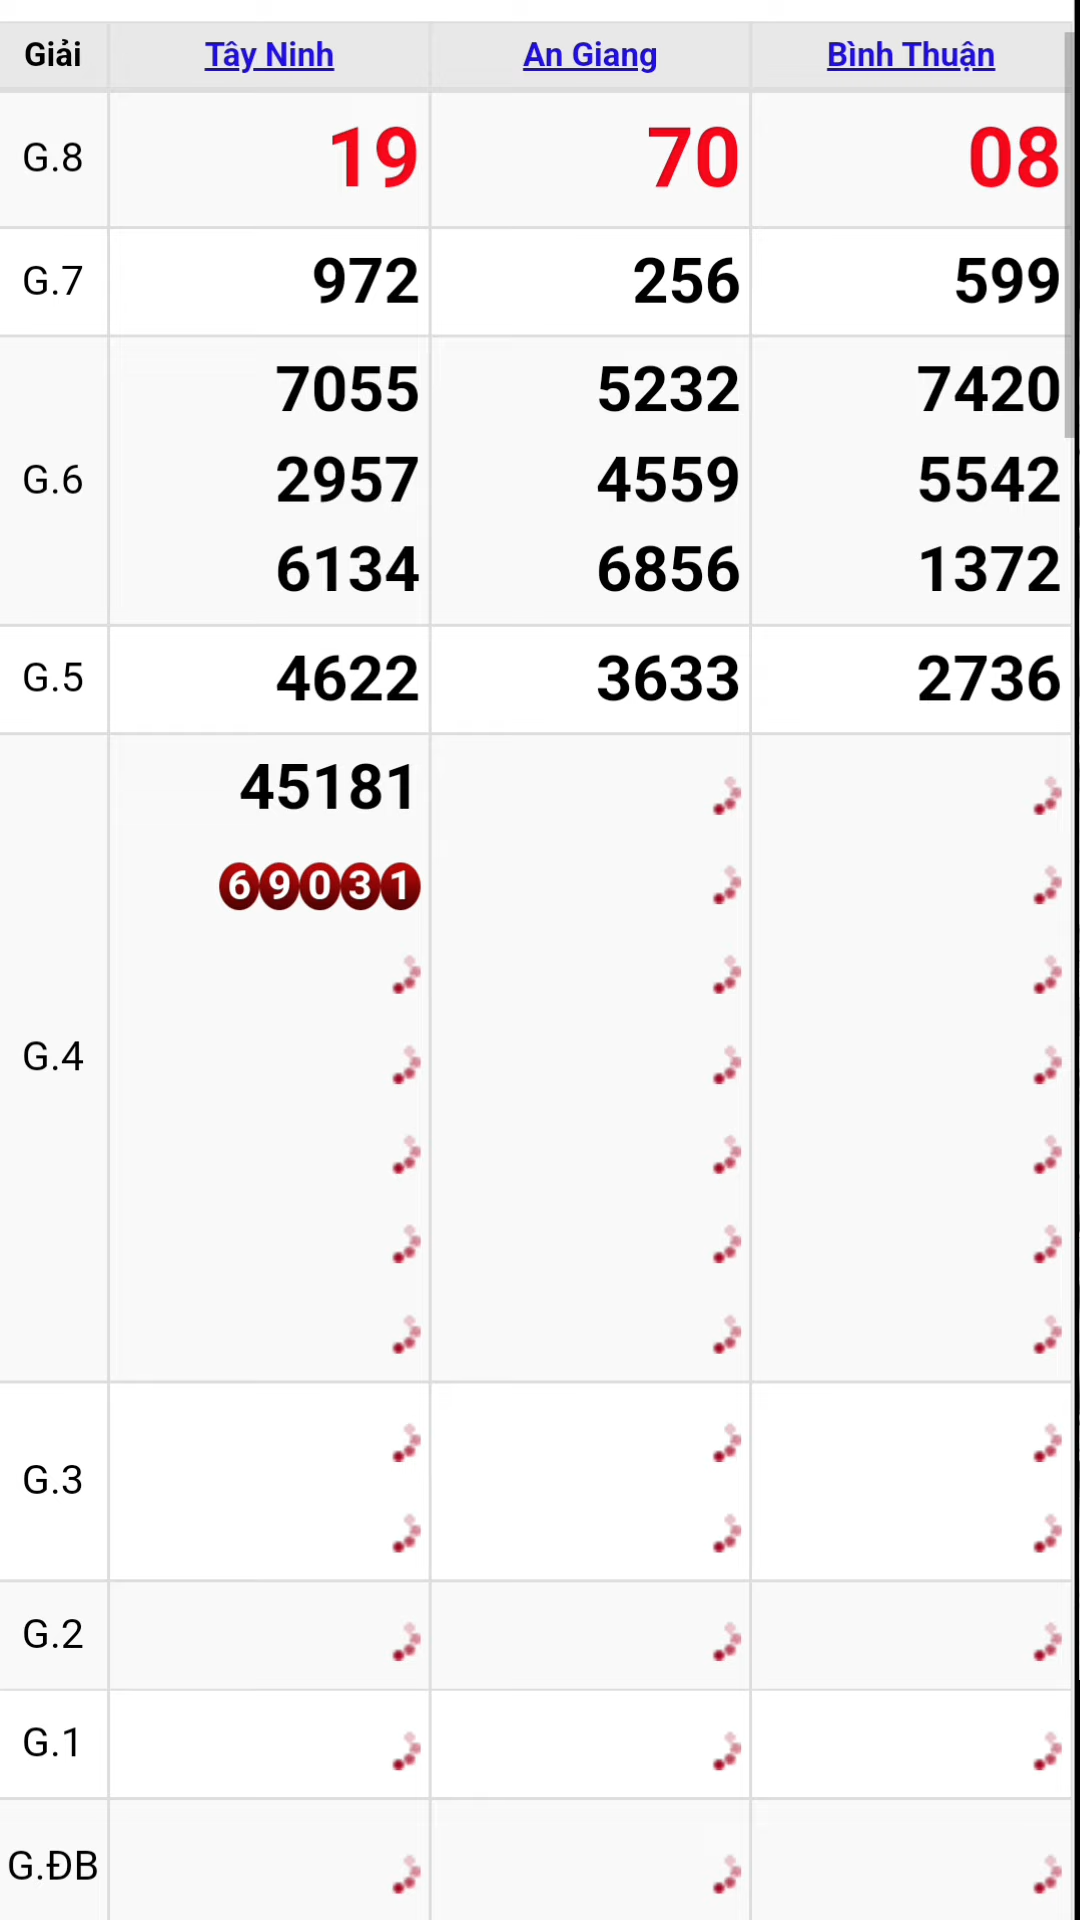 Giải Tây Ninh An Giang Bình Thuận
G.8 19 70 08
G.7 972 256 599
7055 5232 7420
G.6 2957 4559 5542
6134 6856 1372
G.5 4622 3633 2736
45181
69031
G.4
G.3
G.2
G.1
G.ĐB